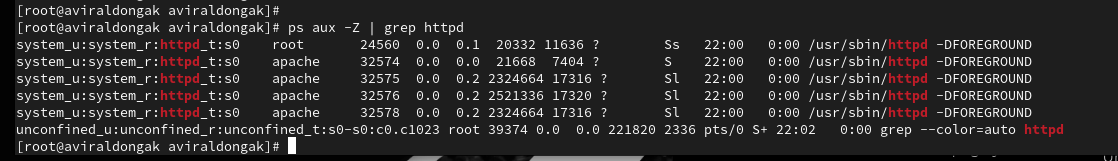 [root@aviraldongak aviraldongak]#
[root@aviraldongak aviraldongak]# ps aux -Z | grep httpd
system_u:system_r:httpd_t:s0    root       24560  0.0  0.1  20332 11636 ?        Ss   22:00   0:00 /usr/sbin/httpd -DFOREGROUND
system_u:system_r:httpd_t:s0    apache     32574  0.0  0.0  21668  7404 ?        S    22:00   0:00 /usr/sbin/httpd -DFOREGROUND
system_u:system_r:httpd_t:s0    apache     32575  0.0  0.2 2324664 17316 ?       Sl   22:00   0:00 /usr/sbin/httpd -DFOREGROUND
system_u:system_r:httpd_t:s0    apache     32576  0.0  0.2 2521336 17320 ?       Sl   22:00   0:00 /usr/sbin/httpd -DFOREGROUND
system_u:system_r:httpd_t:s0    apache     32578  0.0  0.2 2324664 17316 ?       Sl   22:00   0:00 /usr/sbin/httpd -DFOREGROUND
unconfined_u:unconfined_r:unconfined_t:s0-s0:c0.c1023 root 39374 0.0  0.0 221820 2336 pts/0 S+ 22:02   0:00 grep --color=auto httpd
[root@aviraldongak aviraldongak]#